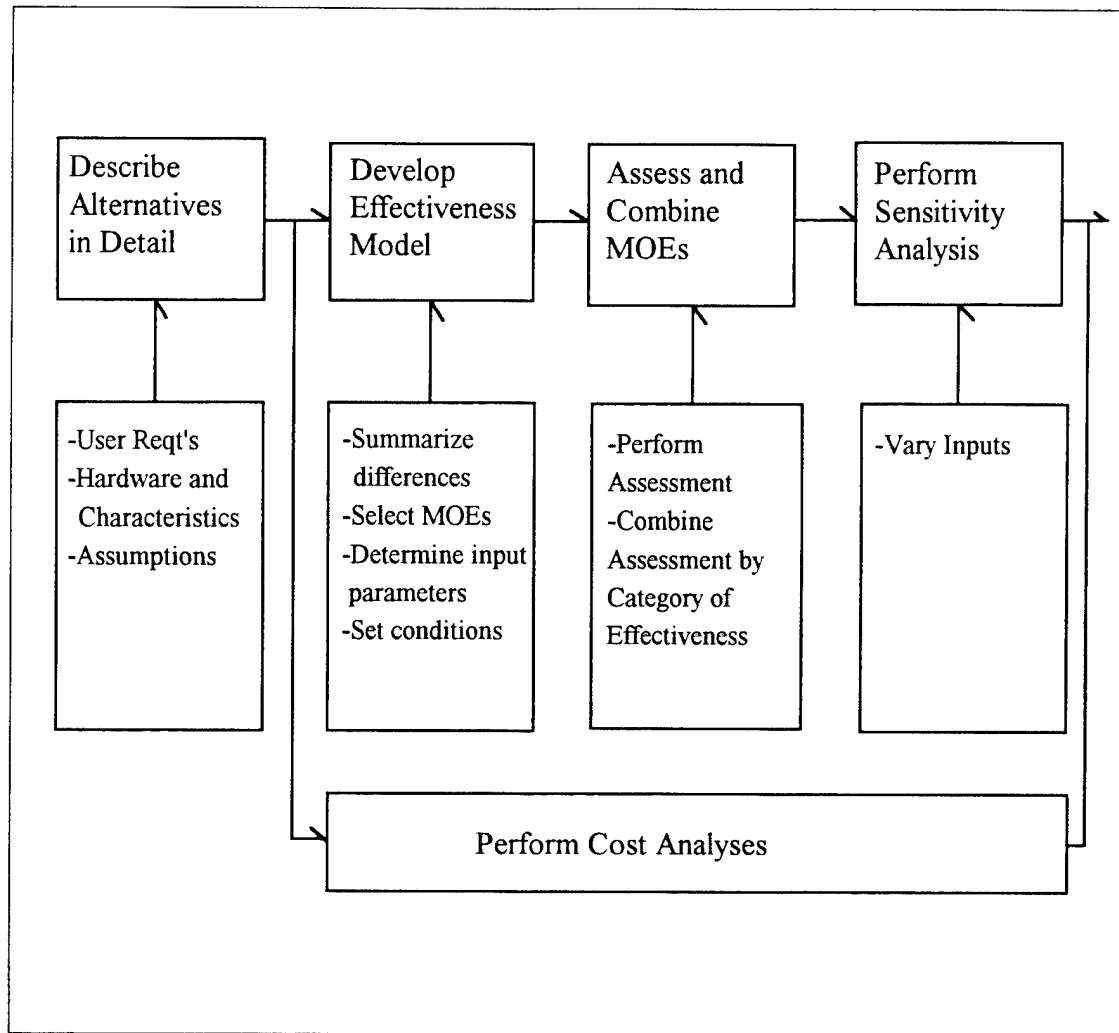 Describe
Alternatives
in Detail
Develop
Effectiveness
Model
Assess and
Combine
MOEs
Perform
Sensitivity
Analysis
-User Reqt's
-Hardware and
Characteristics
-Assumptions
-Summarize
differences
-Select MOEs
-Determine input
parameters
-Set conditions
-Perform
Assessment
-Combine
Assessment by
Category of
Effectiveness
-Vary Inputs
Perform Cost Analyses